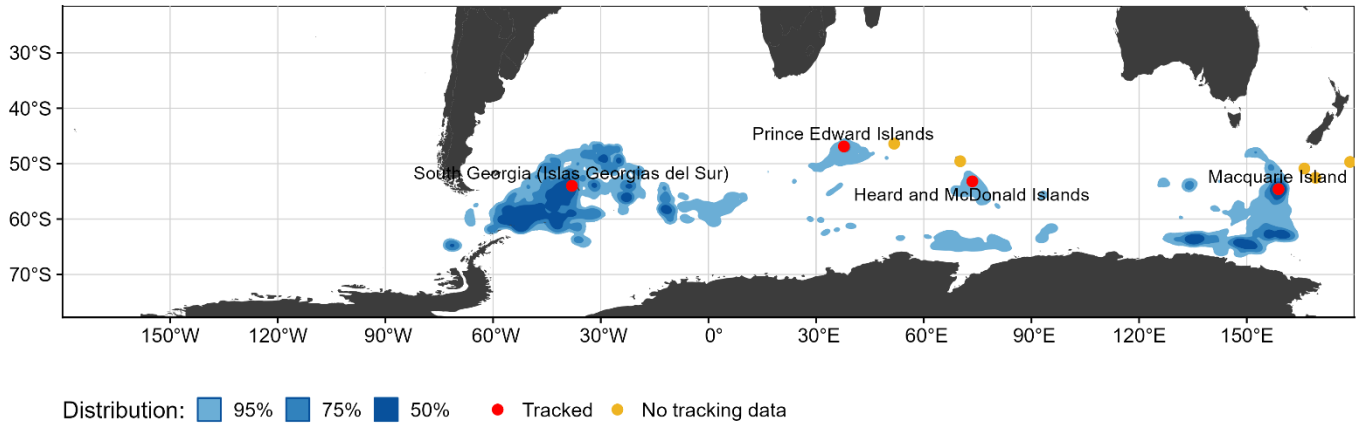 30°S
40°S
Prince Edward Islands
50°S
South Georgia (Islas Georgias del Sur)
Macquarie Island
Heard and McDonald Islands
60°S
70°S
150°W 120°W 90°W 60°W 30°W 0° 30°E 60°E 90°E 120°E 150°E
Distribution: 95% 75% 50% Tracked No tracking data